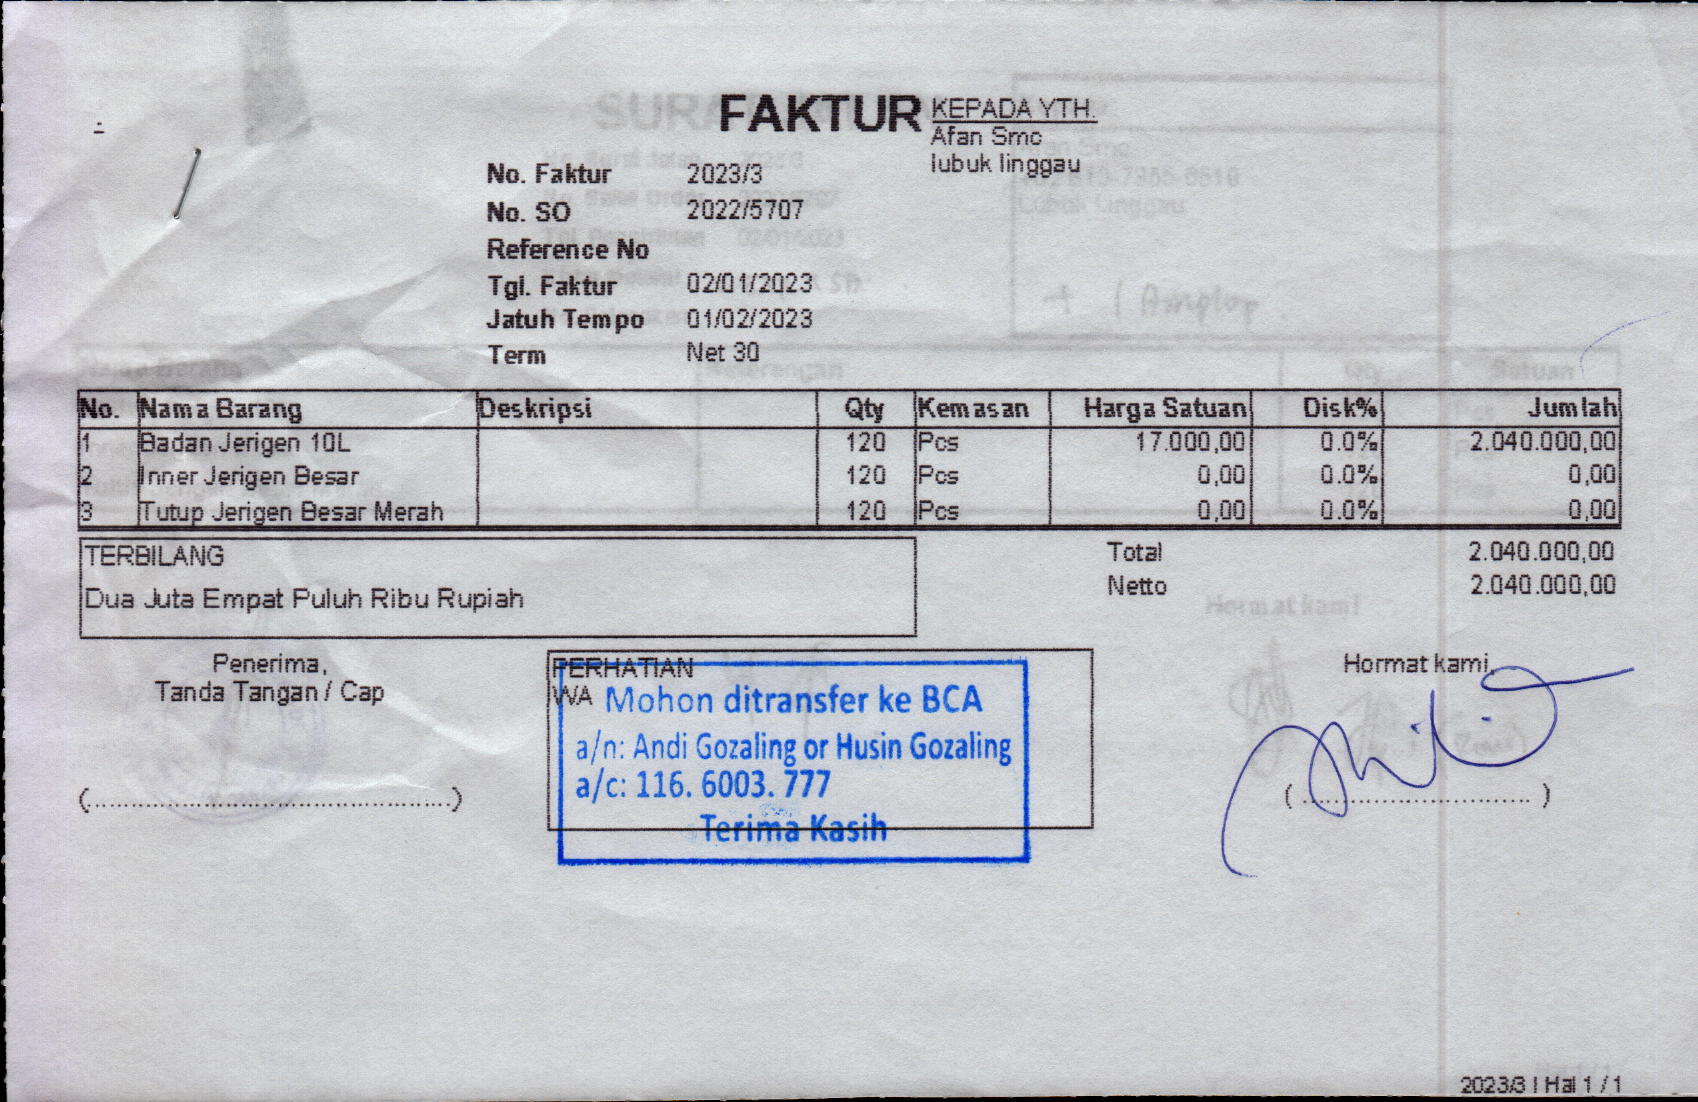 FAKTUR
KEPADA YTH.
Afan Smc
lubuk linggau
No. Faktur 2023/3
No. SO 2022/5707
Reference No
Tgl. Faktur 02/01/2023
Jatuh Tempo 01/02/2023
Term Net 30
No. Nama Barang Deskripsi Qty Kemasan Harga Satuan Disk% Jumlah
1 Badan Jerigen 10L 120 Pcs 17.000,00 0.0% 2.040.000,00
2 Inner Jerigen Besar 120 Pcs 0,00 0.0% 0,00
3 Tutup Jerigen Besar Merah 120 Pcs 0,00 0.0% 0,00
TERBILANG
Dua Juta Empat Puluh Ribu Rupiah
Total 2.040.000,00
Netto 2.040.000,00
Penerima,
Tanda Tangan / Cap
(..............................................)
PERHATIAN
WA
Mohon ditransfer ke BCA
a/n: Andi Gozaling or Husin Gozaling
a/c: 116. 6003. 777
Terima Kasih
Hormat kami,
( ............................. )
2023/3 | Hal 1 / 1